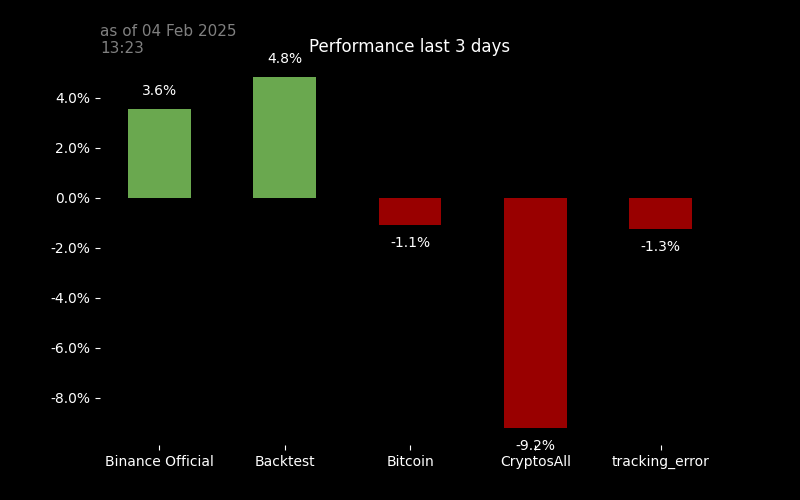 as of 04 Feb 2025
13:23
Performance last 3 days
4.8%
3.6%
4.0%
2.0%
0.0%
-2.0%
-1.1%
-1.3%
-4.0%
-6.0%
-8.0%
-9.2%
Binance Official
Backtest
Bitcoin
CryptosAll
tracking_error